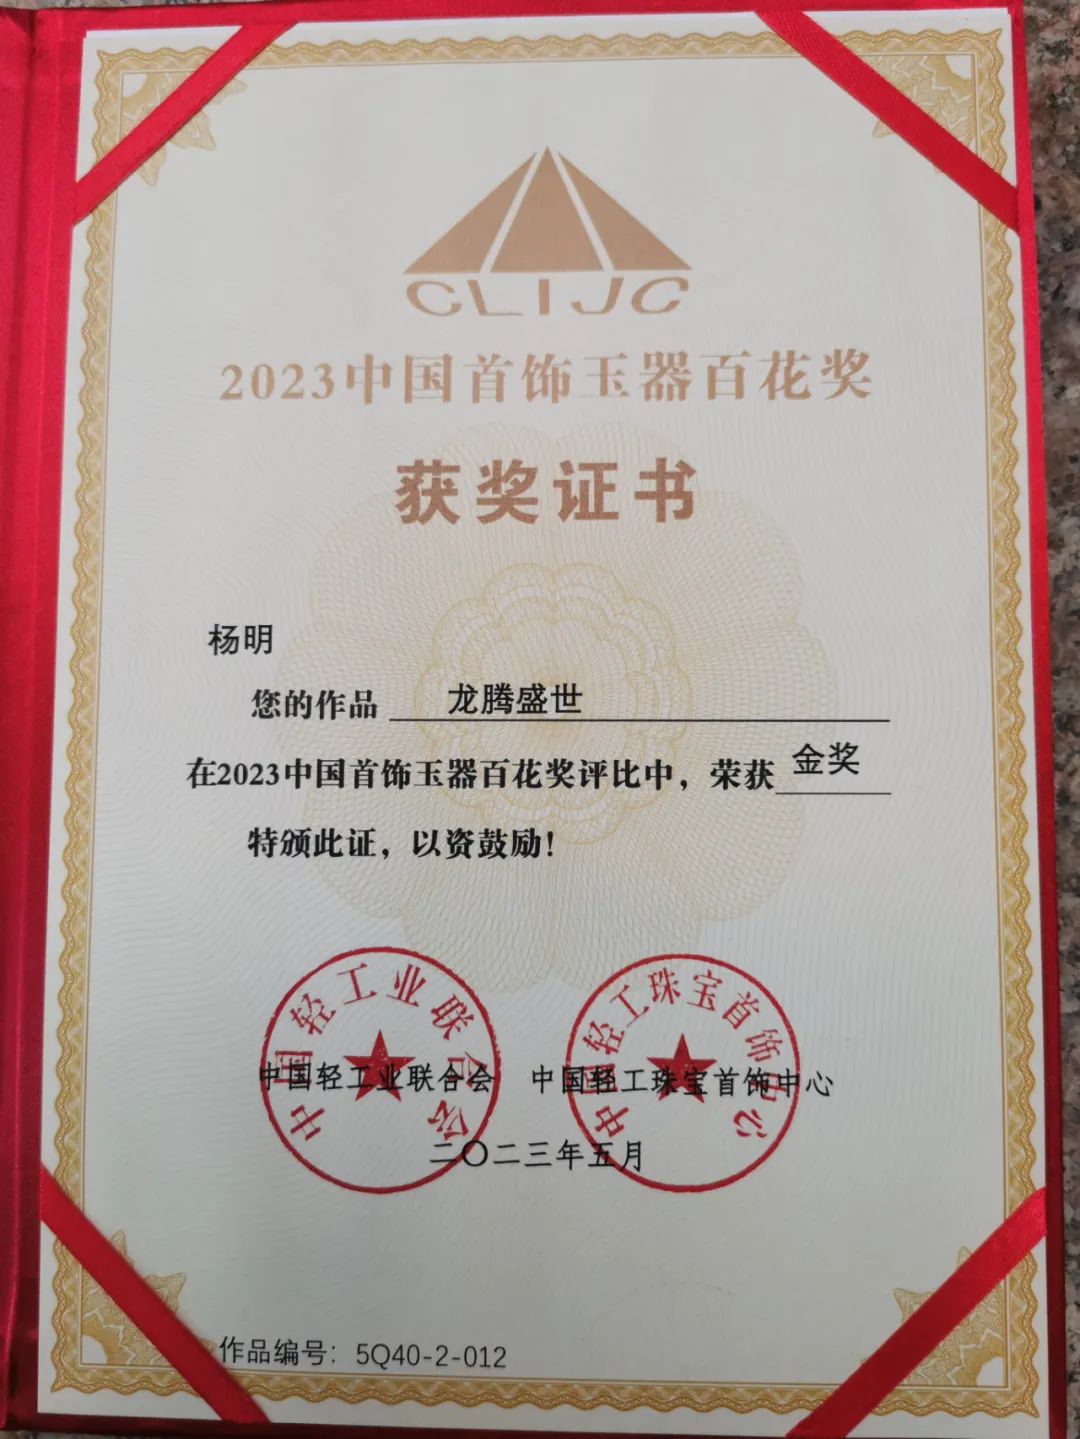 CLIJC
2023中国首饰玉器百花奖
获奖证书
杨明
您的作品 龙腾盛世
在2023中国首饰玉器百花奖评比中，荣获 金奖
特颁此证，以资鼓励！
中国轻工业联合会
中国轻工珠宝首饰中心
中国轻工业联合会 中国轻工珠宝首饰中心
二〇二三年五月
作品编号：5Q40-2-012